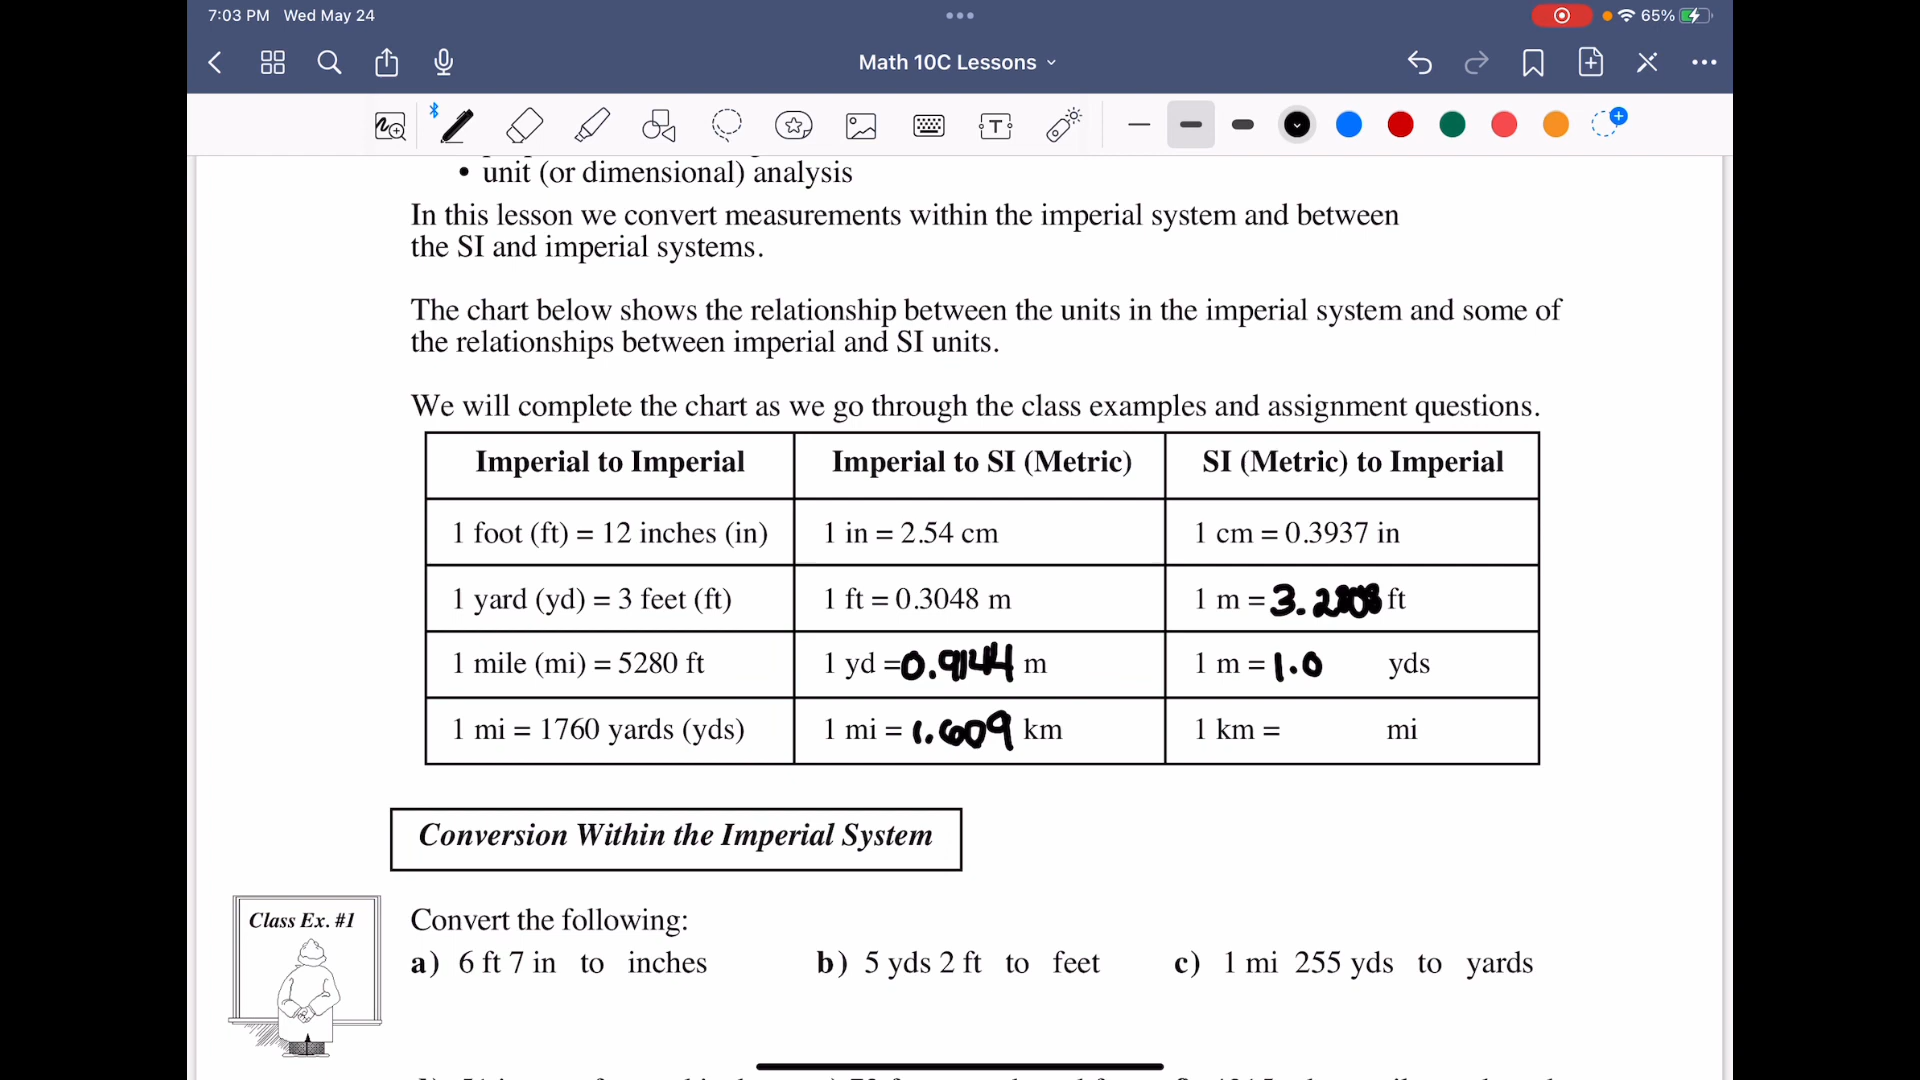 7:03 PM Wed May 24
65%
Math 10C Lessons
• unit (or dimensional) analysis
In this lesson we convert measurements within the imperial system and between
the SI and imperial systems.
The chart below shows the relationship between the units in the imperial system and some of
the relationships between imperial and SI units.
We will complete the chart as we go through the class examples and assignment questions.
Imperial to Imperial Imperial to SI (Metric) SI (Metric) to Imperial
1 foot (ft) = 12 inches (in) 1 in = 2.54 cm 1 cm = 0.3937 in
1 yard (yd) = 3 feet (ft) 1 ft = 0.3048 m 1 m = 3.2808 ft
1 mile (mi) = 5280 ft 1 yd = 0.9144 m 1 m = 1.0 yds
1 mi = 1760 yards (yds) 1 mi = 1.609 km 1 km = mi
Conversion Within the Imperial System
Class Ex. #1
Convert the following:
a) 6 ft 7 in to inches b) 5 yds 2 ft to feet c) 1 mi 255 yds to yards